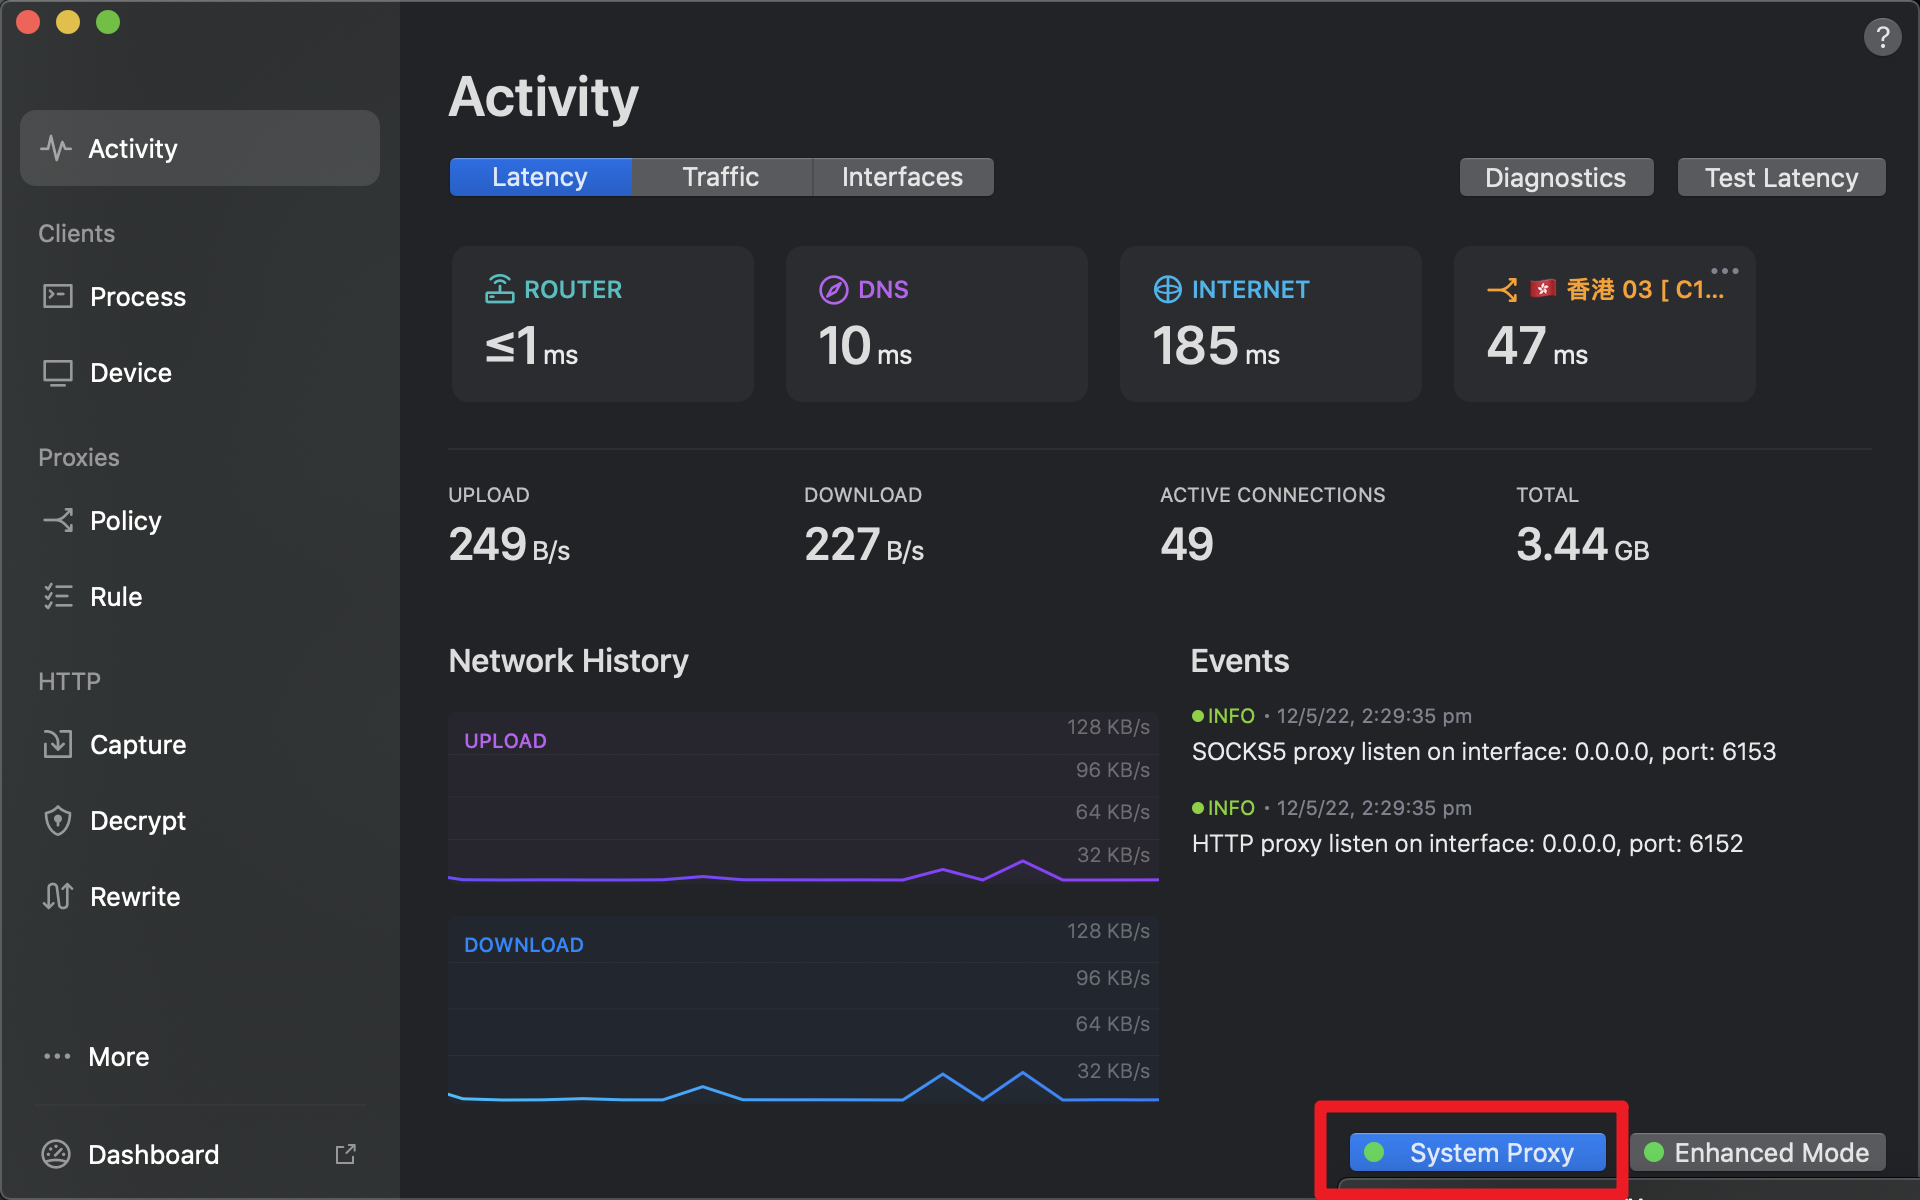 ?
Activity
Activity
Latency
Traffic
Interfaces
Diagnostics
Test Latency
Clients
Process
Device
Proxies
Policy
Rule
HTTP
Capture
Decrypt
Rewrite
More
Dashboard
ROUTER
≤1 ms
DNS
10 ms
INTERNET
185 ms
香港 03 [ C1...
47 ms
UPLOAD
249 B/s
DOWNLOAD
227 B/s
ACTIVE CONNECTIONS
49
TOTAL
3.44 GB
Network History
UPLOAD
128 KB/s
96 KB/s
64 KB/s
32 KB/s
DOWNLOAD
128 KB/s
96 KB/s
64 KB/s
32 KB/s
Events
INFO • 12/5/22, 2:29:35 pm
SOCKS5 proxy listen on interface: 0.0.0.0, port: 6153
INFO • 12/5/22, 2:29:35 pm
HTTP proxy listen on interface: 0.0.0.0, port: 6152
System Proxy
Enhanced Mode